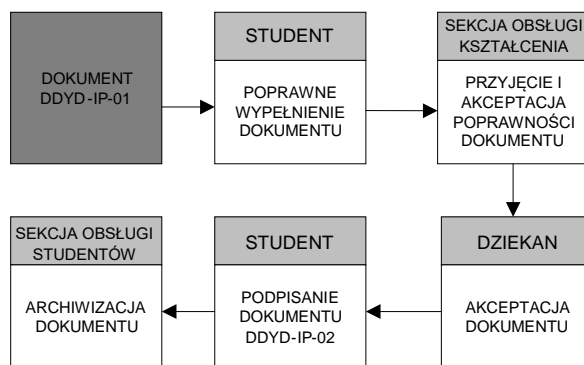 DOKUMENT
DDYD-IP-01
STUDENT
POPRAWNE
WYPEŁNIENIE
DOKUMENTU
SEKCJA OBSŁUGI
KSZTAŁCENIA
PRZYJĘCIE I
AKCEPTACJA
POPRAWNOŚCI
DOKUMENTU
DZIEKAN
AKCEPTACJA
DOKUMENTU
STUDENT
PODPISANIE
DOKUMENTU
DDYD-IP-02
SEKCJA OBSŁUGI
STUDENTÓW
ARCHIWIZACJA
DOKUMENTU